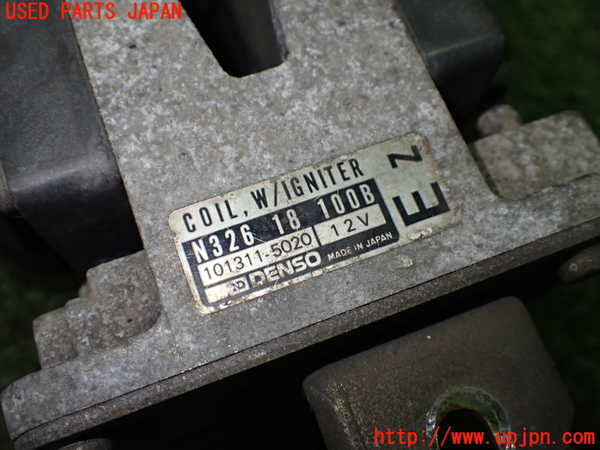 USED PARTS JAPAN
COIL, W/IGNITER
N326 18 100B
101311-5020 12V
DENSO MADE IN JAPAN
E N
http://www.upjpn.com/